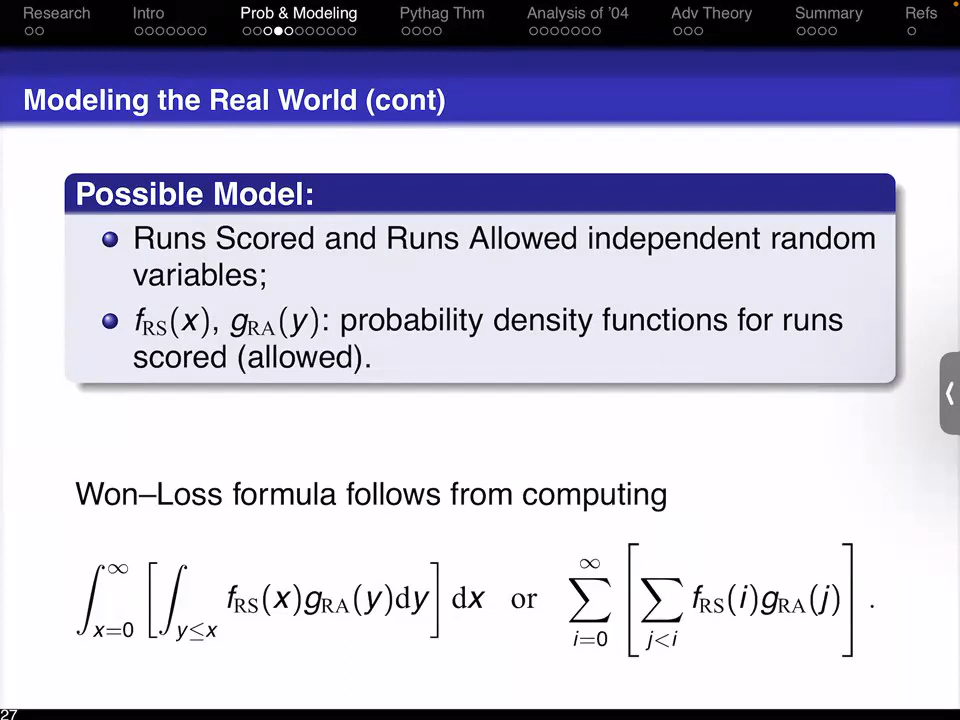 Research Intro Prob & Modeling Pythag Thm Analysis of ’04 Adv Theory Summary Refs
Modeling the Real World (cont)
Possible Model:
Runs Scored and Runs Allowed independent random
variables;
f_RS(x), g_RA(y): probability density functions for runs
scored (allowed).
Won–Loss formula follows from computing
∫_{x=0}^{∞} [∫_{y≤x} f_RS(x)g_RA(y)dy] dx or ∑_{i=0}^{∞} [∑_{j<i} f_RS(i)g_RA(j)] .
27